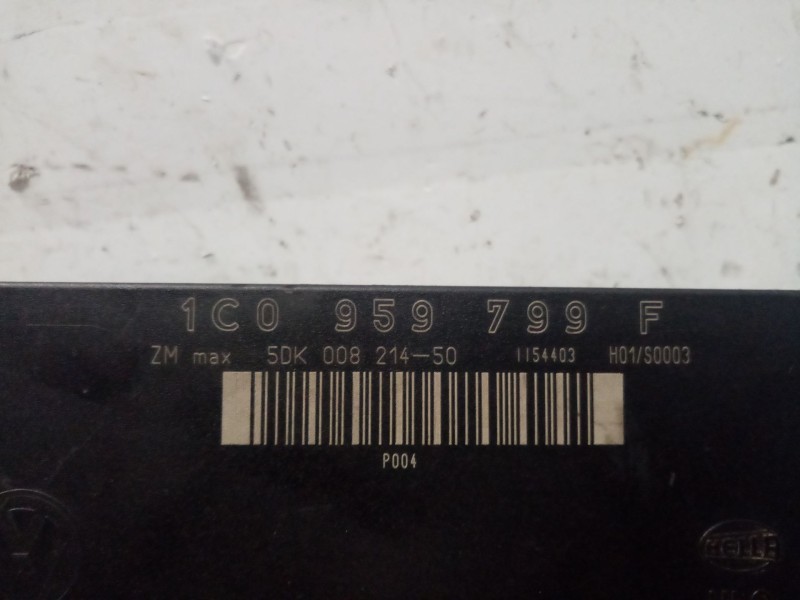 1C0 959 799 F
ZM max 5DK 008 214-50 1154403 H01/S0003
P004
HELLA